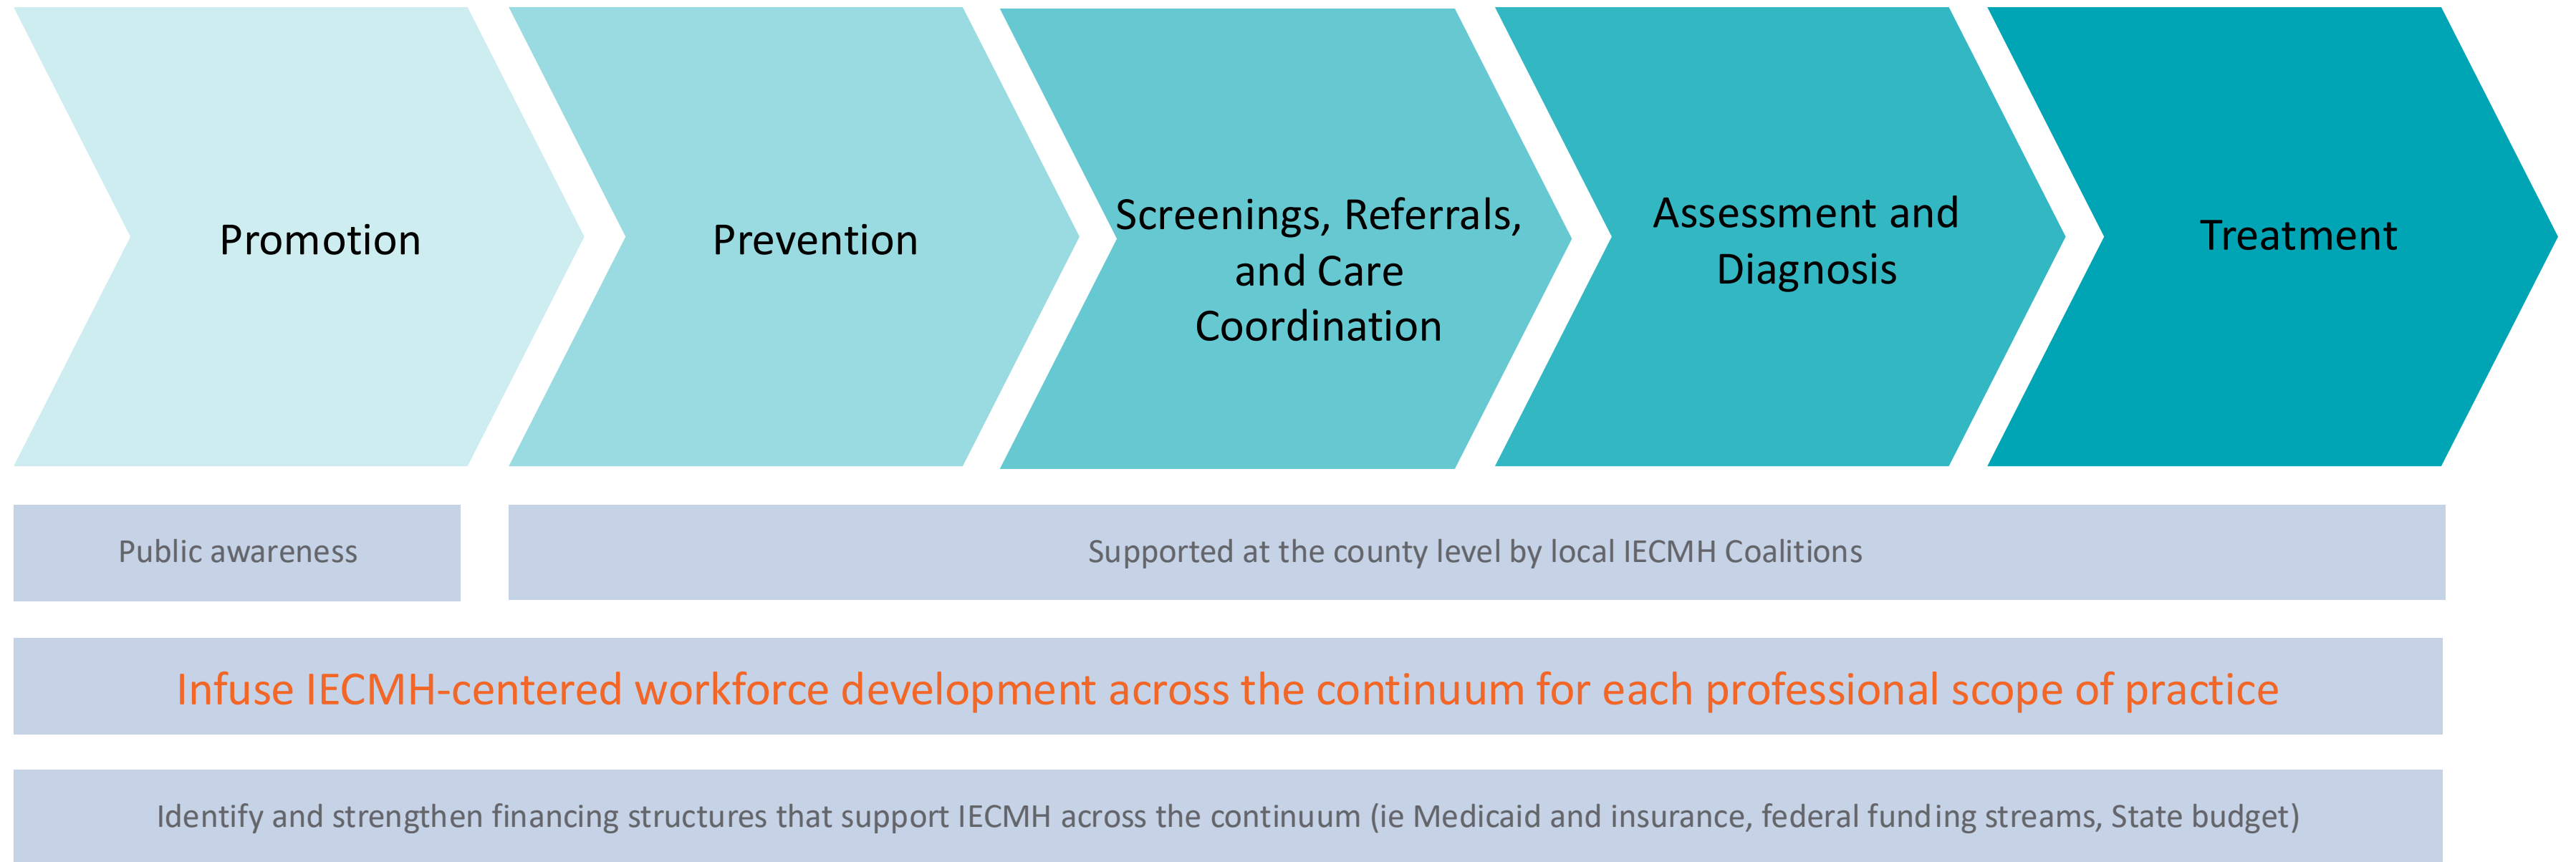 Promotion
Prevention
Screenings, Referrals,
and Care
Coordination
Assessment and
Diagnosis
Treatment
Public awareness
Supported at the county level by local IECMH Coalitions
Infuse IECMH-centered workforce development across the continuum for each professional scope of practice
Identify and strengthen financing structures that support IECMH across the continuum (ie Medicaid and insurance, federal funding streams, State budget)